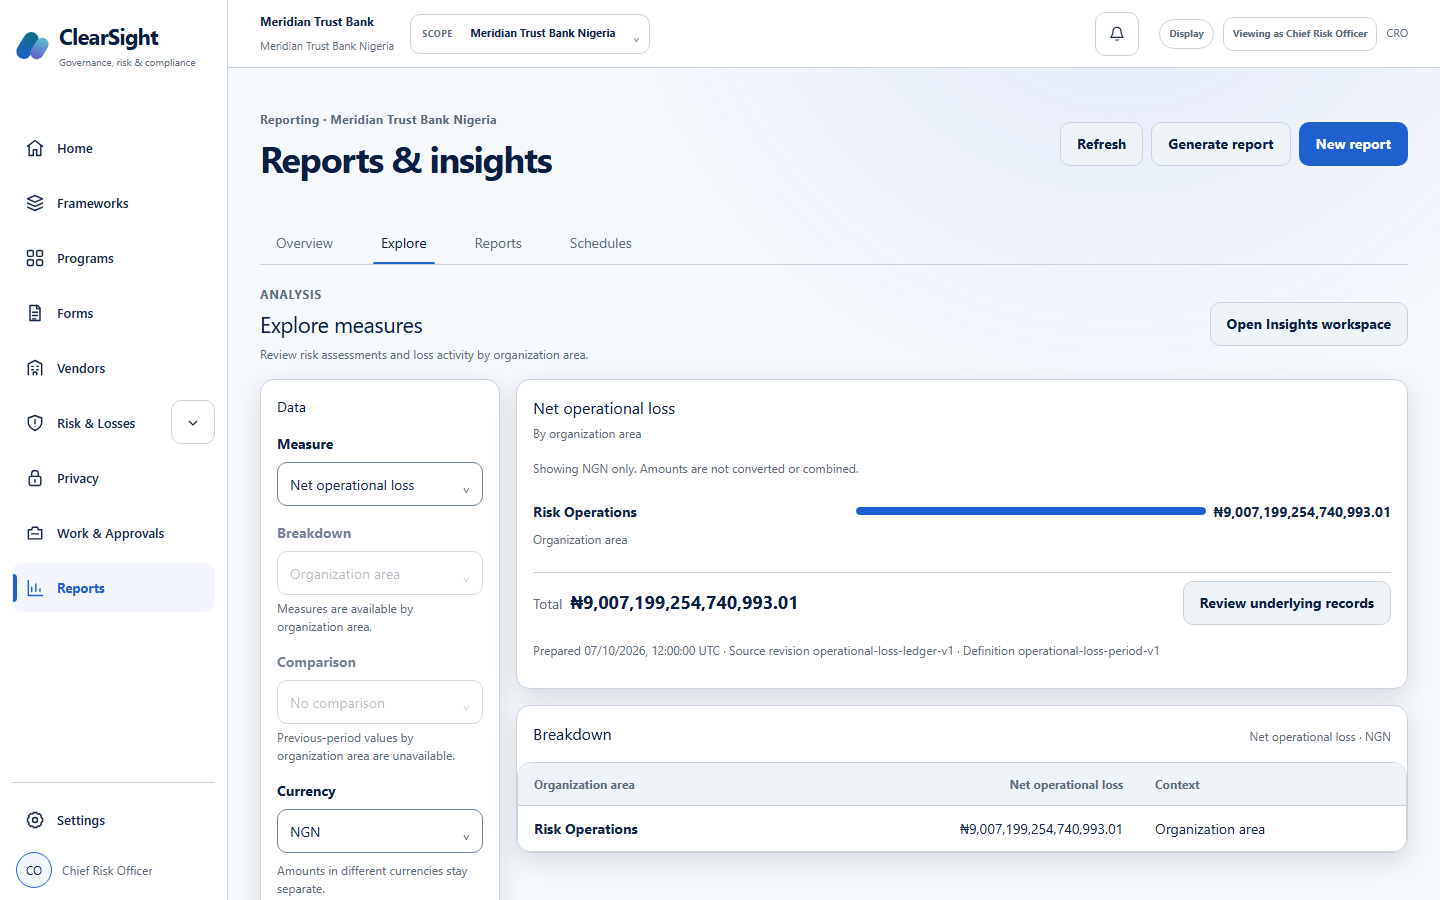 ClearSight
Governance, risk & compliance
Home
Frameworks
Programs
Forms
Vendors
Risk & Losses
Privacy
Work & Approvals
Reports
Settings
CO
Chief Risk Officer
Meridian Trust Bank
Meridian Trust Bank Nigeria
SCOPE
Meridian Trust Bank Nigeria
Display
Viewing as Chief Risk Officer
CRO
Reporting · Meridian Trust Bank Nigeria
Reports & insights
Refresh
Generate report
New report
Overview
Explore
Reports
Schedules
ANALYSIS
Explore measures
Review risk assessments and loss activity by organization area.
Open Insights workspace
Data
Measure
Net operational loss
Breakdown
Organization area
Measures are available by
organization area.
Comparison
No comparison
Previous-period values by
organization area are unavailable.
Currency
NGN
Amounts in different currencies stay
separate.
Net operational loss
By organization area
Showing NGN only. Amounts are not converted or combined.
Risk Operations
₦9,007,199,254,740,993.01
Organization area
Total ₦9,007,199,254,740,993.01
Review underlying records
Prepared 07/10/2026, 12:00:00 UTC · Source revision operational-loss-ledger-v1 · Definition operational-loss-period-v1
Breakdown
Net operational loss · NGN
Organization area
Net operational loss
Context
Risk Operations
₦9,007,199,254,740,993.01
Organization area